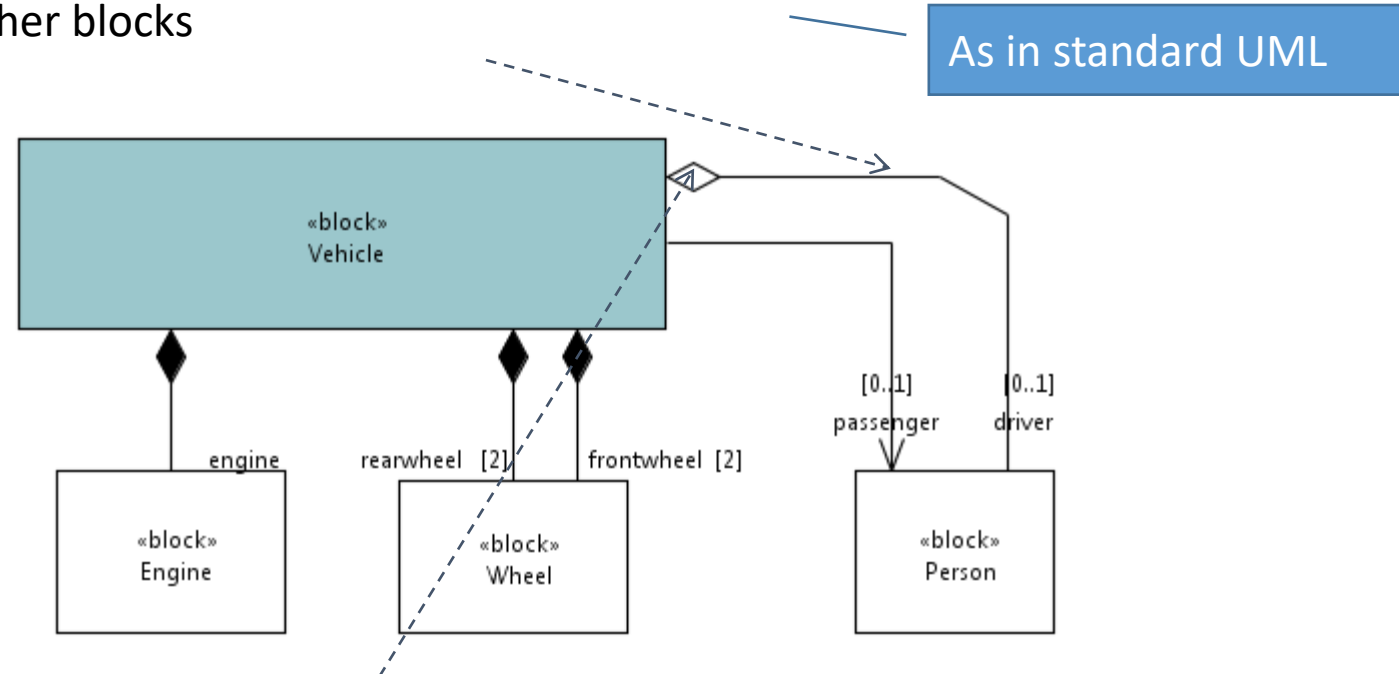 her blocks
As in standard UML
«block»
Vehicle
[0..1]
[0..1]
passenger
driver
engine
rearwheel [2]
frontwheel [2]
«block»
Engine
«block»
Wheel
«block»
Person